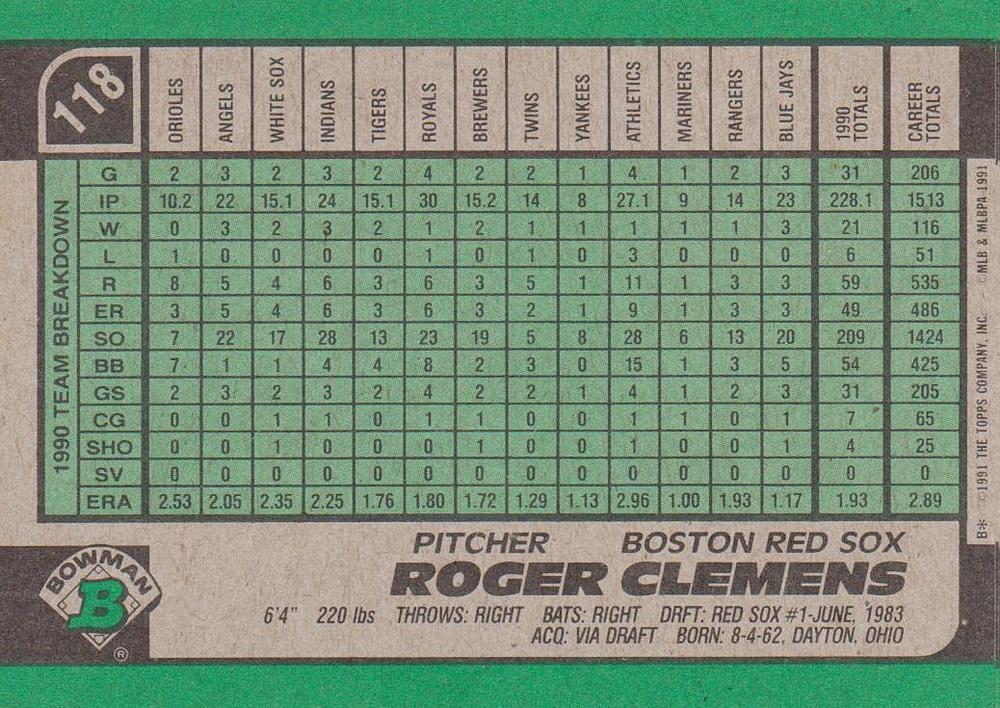 118
ORIOLES ANGELS WHITE SOX INDIANS TIGERS ROYALS BREWERS TWINS YANKEES ATHLETICS MARINERS RANGERS BLUE JAYS 1990 TOTALS CAREER TOTALS
1990 TEAM BREAKDOWN
G 2 3 2 3 2 4 2 2 1 4 1 2 3 31 206
IP 10.2 22 15.1 24 15.1 30 15.2 14 8 27.1 9 14 23 228.1 1513
W 0 3 2 3 2 1 2 1 1 1 1 1 3 21 116
L 1 0 0 0 0 1 0 1 0 3 0 0 0 6 51
R 8 5 4 6 3 6 3 5 1 11 1 3 3 59 535
ER 3 5 4 6 3 6 3 2 1 9 1 3 3 49 486
SO 7 22 17 28 13 23 19 5 8 28 6 13 20 209 1424
BB 7 1 1 4 4 8 2 3 0 15 1 3 5 54 425
GS 2 3 2 3 2 4 2 2 1 4 1 2 3 31 205
CG 0 0 1 1 0 1 1 0 0 1 1 0 1 7 65
SHO 0 0 1 0 0 0 1 0 0 1 0 0 1 4 25
SV 0 0 0 0 0 0 0 0 0 0 0 0 0 0 0
ERA 2.53 2.05 2.35 2.25 1.76 1.80 1.72 1.29 1.13 2.96 1.00 1.93 1.17 1.93 2.89
B* ©1991 THE TOPPS COMPANY, INC. - © MLB & MLBPA 1991
PITCHER BOSTON RED SOX
ROGER CLEMENS
6'4" 220 lbs THROWS: RIGHT BATS: RIGHT DRFT: RED SOX #1-JUNE, 1983
ACQ: VIA DRAFT BORN: 8-4-62, DAYTON, OHIO
BOWMAN
B
®